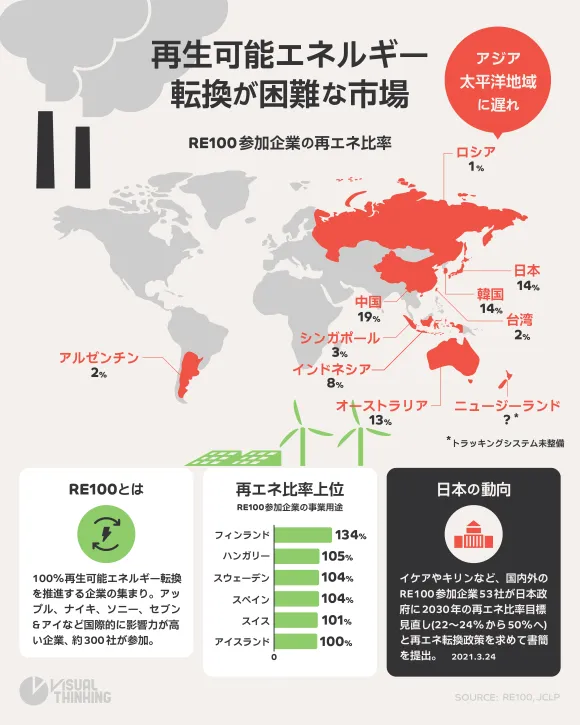 再生可能エネルギー
転換が困難な市場
アジア
太平洋地域
に遅れ
RE100参加企業の再エネ比率
ロシア
1%
日本
14%
韓国
14%
台湾
2%
中国
19%
シンガポール
3%
インドネシア
8%
アルゼンチン
2%
オーストラリア
13%
ニュージーランド
? *
*トラッキングシステム未整備
RE100とは
100%再生可能エネルギー転換
を推進する企業の集まり。アッ
プル、ナイキ、ソニー、セブン
&アイなど国際的に影響力が高
い企業、約300社が参加。
再エネ比率上位
RE100参加企業の事業用途
フィンランド 134%
ハンガリー 105%
スウェーデン 104%
スペイン 104%
スイス 101%
アイスランド 100%
0
日本の動向
イケアやキリンなど、国内外の
RE100参加企業53社が日本政
府に2030年の再エネ比率目標
見直し(22〜24%から50%へ)
と再エネ転換政策を求めて書簡
を提出。 2021.3.24
VISUAL
THINKING
SOURCE: RE100, JCLP